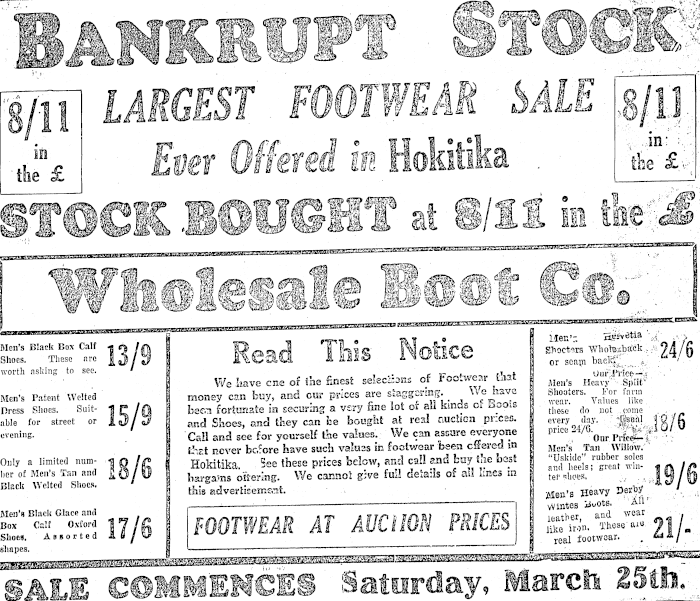 BANKRUPT STOCK
8/11
in
the £
LARGEST FOOTWEAR SALE
Ever Offered in Hokitika
8/11
in
the £
STOCK BOUGHT at 8/11 in the £
Wholesale Boot Co.
Men's Black Box Calf
Shoes. These are
worth asking to see.
13/9
Men's Patent Welted
Dress Shoes. Suit-
able for street or
evening.
15/9
Only a limited num-
ber of Men's Tan and
Black Welted Shoes.
18/6
Men's Black Glace and
Box Calf Oxford
Shoes, Assorted
shapes.
17/6
Read This Notice
We have one of the finest selections of Footwear that
money can buy, and our prices are staggering. We have
been fortunate in securing a very fine lot of all kinds of Boots
and Shoes, and they can be bought at real auction prices.
Call and see for yourself the values. We can assure everyone
that never before have such values in footwear been offered in
Hokitika. See these prices below, and call and buy the best
bargains offering. We cannot give full details of all lines in
this advertisement.
FOOTWEAR AT AUCTION PRICES
Men's Helvetia
Shooters
or seam back.
24/6
Our Price—
Men's Heavy Split
Shooters. For farm
wear. Values like
these do not come
every day. Usual
price 24/6.
18/6
Our Price—
Men's Tan Willow.
"Uskide" rubber soles
and heels; great win-
ter shoes.
19/6
Men's Heavy Derby
Wintes Boots. All
leather, and wear
like iron. These are
real footwear.
21/-
SALE COMMENCES Saturday, March 25th.